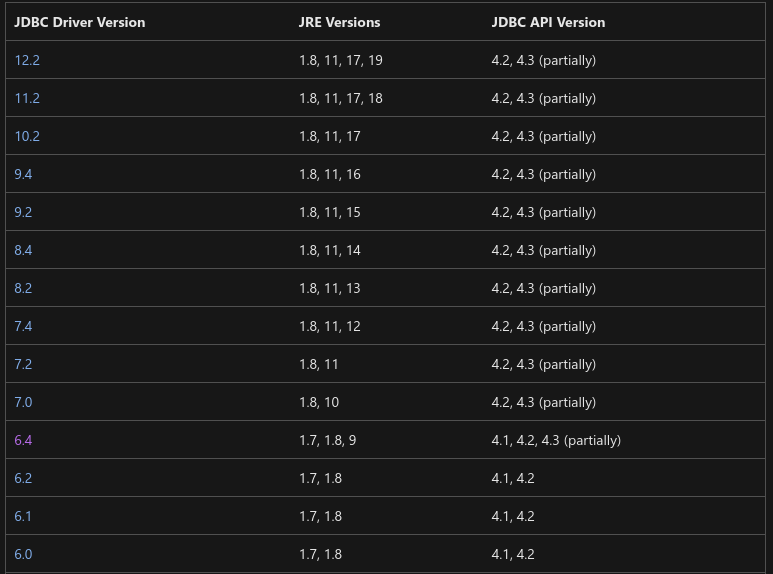 JDBC Driver Version JRE Versions JDBC API Version
12.2 1.8, 11, 17, 19 4.2, 4.3 (partially)
11.2 1.8, 11, 17, 18 4.2, 4.3 (partially)
10.2 1.8, 11, 17 4.2, 4.3 (partially)
9.4 1.8, 11, 16 4.2, 4.3 (partially)
9.2 1.8, 11, 15 4.2, 4.3 (partially)
8.4 1.8, 11, 14 4.2, 4.3 (partially)
8.2 1.8, 11, 13 4.2, 4.3 (partially)
7.4 1.8, 11, 12 4.2, 4.3 (partially)
7.2 1.8, 11 4.2, 4.3 (partially)
7.0 1.8, 10 4.2, 4.3 (partially)
6.4 1.7, 1.8, 9 4.1, 4.2, 4.3 (partially)
6.2 1.7, 1.8 4.1, 4.2
6.1 1.7, 1.8 4.1, 4.2
6.0 1.7, 1.8 4.1, 4.2